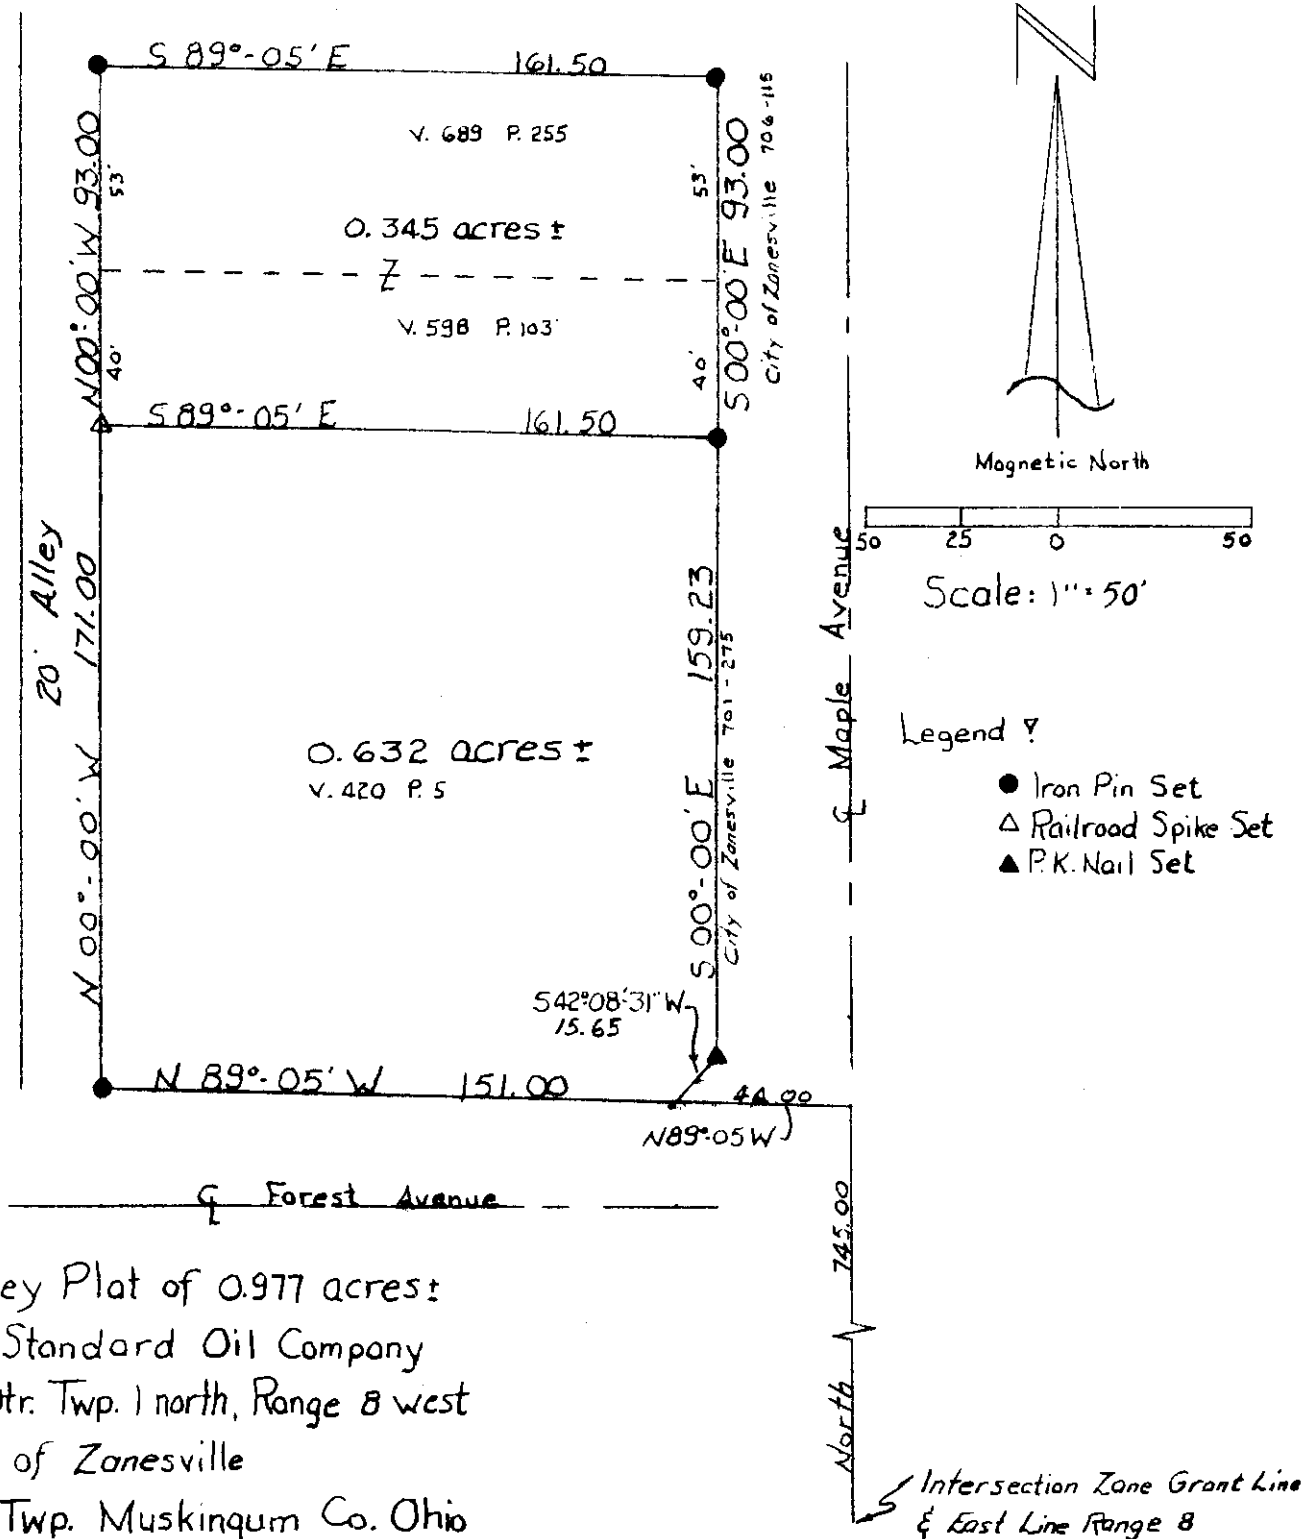 N
S 89°-05' E 161.50
V. 689 P. 255
N00°-00'W 93.00
53'
53'
S00°-00'E 93.00
City of Zanesville 706-115
0.345 acres ±
Z
V. 598 P. 103
40'
40'
S89°-05' E 161.50
Magnetic North
50 25 0 50
Scale: 1"=50'
20' Alley
N 00°-00' W 171.00
S 00°-00' E 159.23
City of Zanesville 701-275
℄ Maple Avenue
0.632 acres ±
V. 420 P. 5
Legend
Iron Pin Set
Railroad Spike Set
P.K. Nail Set
S42°08'31"W
15.65
N 89°-05' W 151.00
N89°-05W
℄ Forest Avenue
North 745.00
ey Plat of 0.977 acres±
Standard Oil Company
tr. Twp. 1 north, Range 8 west
of Zanesville
Twp. Muskingum Co. Ohio
Intersection Zane Grant Line
& East Line Range 8